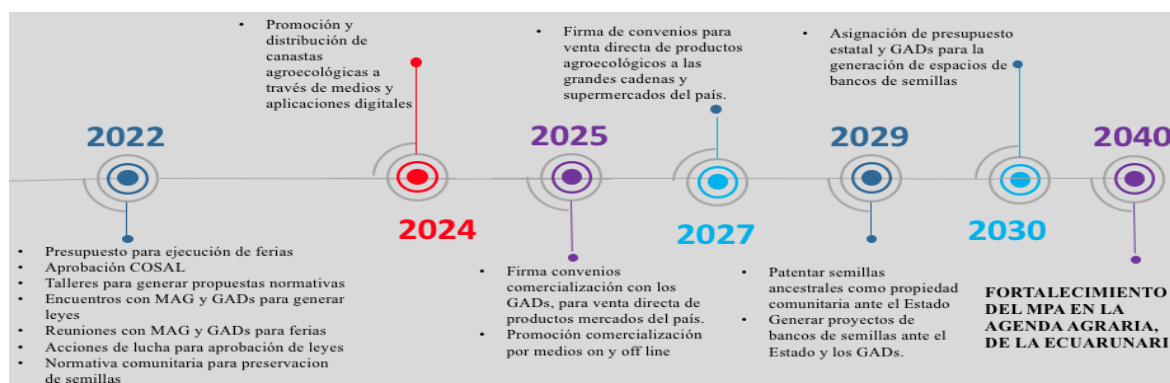 • Promoción y
distribución de
canastas
agroecológicas a
través de medios y
aplicaciones digitales
• Firma de convenios para
venta directa de productos
agroecológicos a las
grandes cadenas y
supermercados del país.
• Asignación de presupuesto
estatal y GADs para la
generación de espacios de
bancos de semillas
2022
2024
2025
2027
2029
2030
2040
• Presupuesto para ejecución de ferias
• Aprobación COSAL
• Talleres para generar propuestas normativas
• Encuentros con MAG y GADs para generar
leyes
• Reuniones con MAG y GADs para ferias
• Acciones de lucha para aprobación de leyes
• Normativa comunitaria para preservacion
de semillas
• Firma convenios
comercialización con los
GADs, para venta directa de
productos mercados del país.
• Promoción comercialización
por medios on y off line
• Patentar semillas
ancestrales como propiedad
comunitaria ante el Estado
• Generar proyectos de
bancos de semillas ante el
Estado y los GADs.
FORTALECIMIENTO
DEL MPA EN LA
AGENDA AGRARIA,
DE LA ECUARUNARI